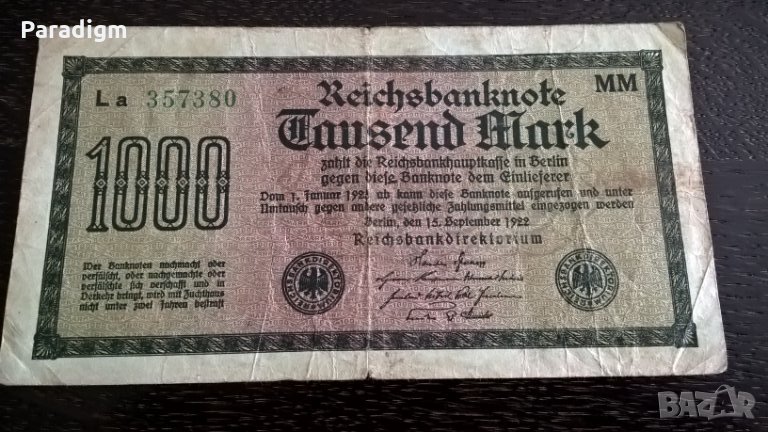 Paradigm
La 357380
Reichsbanknote
MM
Tausend Mark
1000
zahlt die Reichsbankhauptkasse in Berlin
gegen diese Banknote dem Einlieferer
Vom 1. Januar 1923 ab kann diese Banknote aufgerufen und unter
Umtausch gegen andere gesetzliche Zahlungsmittel eingezogen werden
Berlin, den 15. September 1922
Reichsbankdirektorium
Wer Banknoten nachmacht oder
verfälscht, oder nachgemachte oder
verfälschte sich verschafft und in
Verkehr bringt, wird mit Zuchthaus
nicht unter zwei Jahren bestraft
REICHSBANKDIREKTORIUM
REICHSBANKDIREKTORIUM
BAZAR